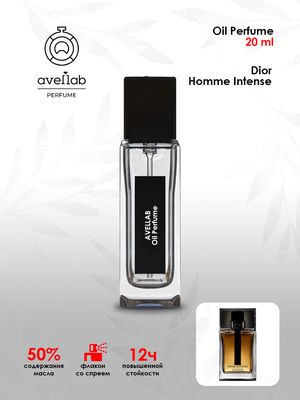 avellab
PERFUME
Oil Perfume
20 ml
Dior
Homme Intense
AVELLAB
Oil Perfume
50%
содержания
масла
флакон
со спреем
12ч
повышенной
стойкости